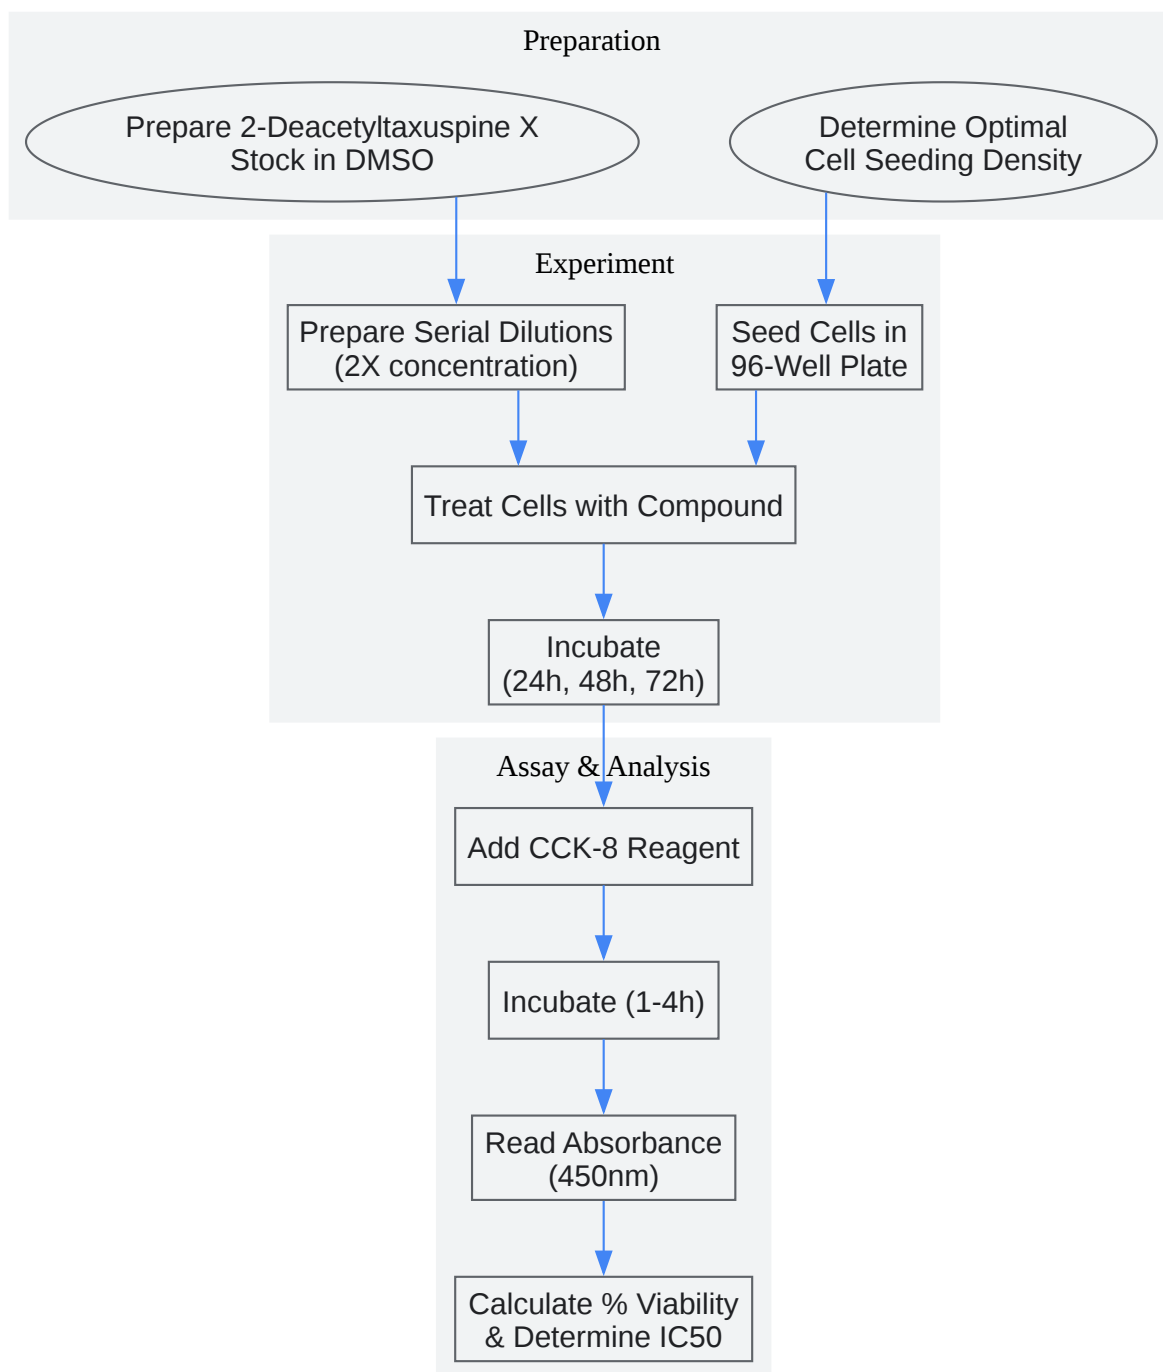 Preparation
Prepare 2-Deacetyltaxuspine X
Stock in DMSO
Determine Optimal
Cell Seeding Density
Experiment
Prepare Serial Dilutions
(2X concentration)
Seed Cells in
96-Well Plate
Treat Cells with Compound
Incubate
(24h, 48h, 72h)
Assay & Analysis
Add CCK-8 Reagent
Incubate (1-4h)
Read Absorbance
(450nm)
Calculate % Viability
& Determine IC50